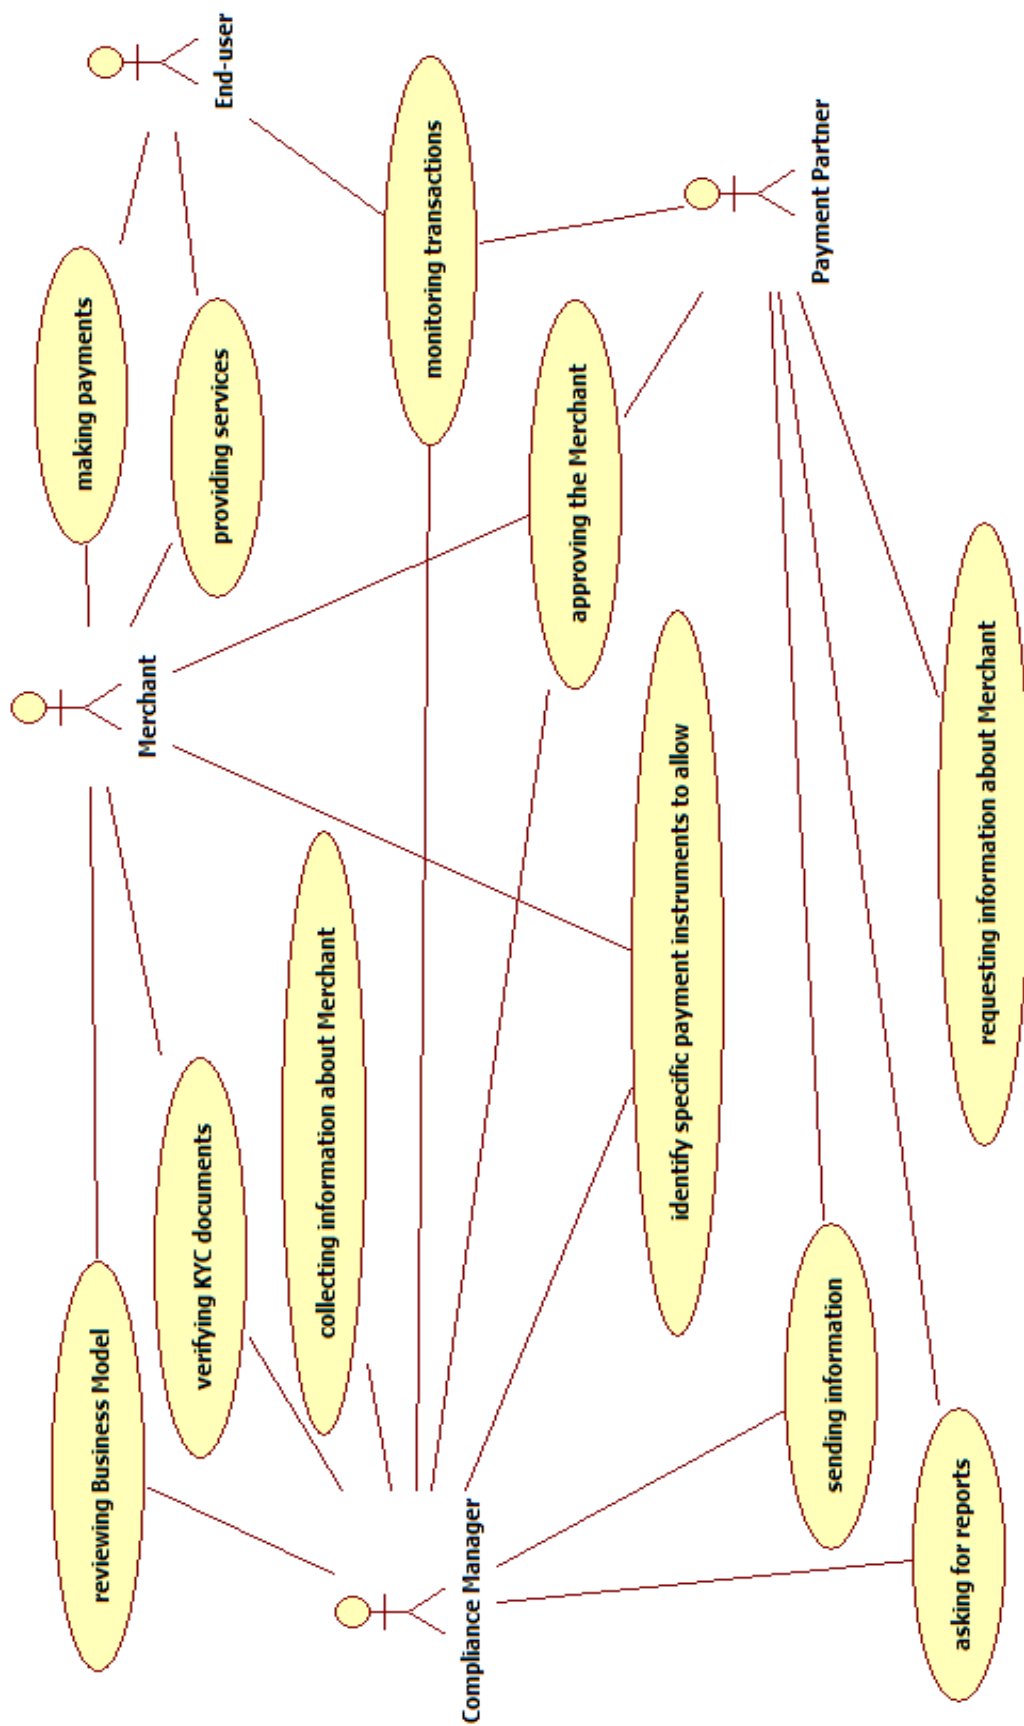 reviewing Business Model
verifying KYC documents
collecting information about Merchant
Compliance Manager
Merchant
making payments
providing services
End-user
monitoring transactions
approving the Merchant
identify specific payment instruments to allow
Payment Partner
sending information
asking for reports
requesting information about Merchant